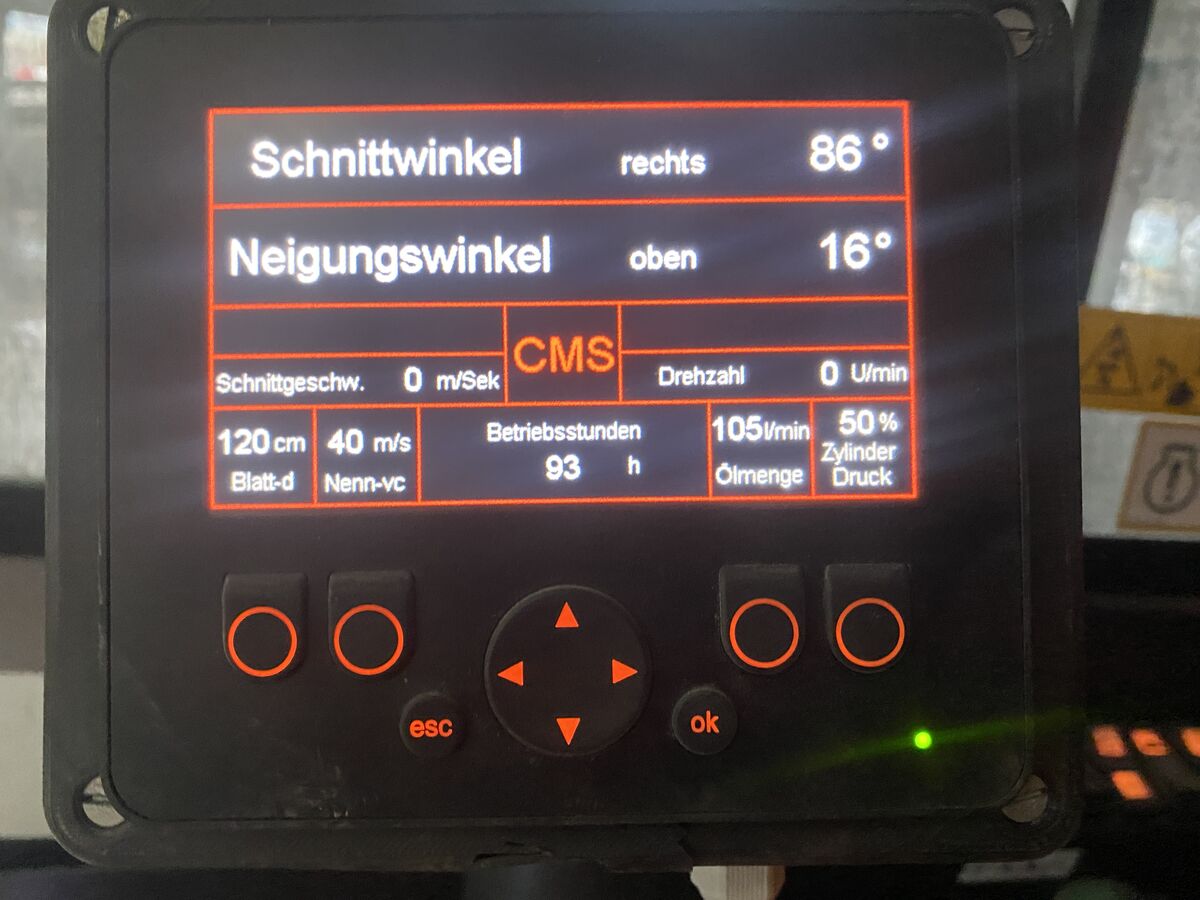 Schnittwinkel rechts 86°
Neigungswinkel oben 16°
CMS
Schnittgeschw. 0 m/Sek
Drehzahl 0 U/min
120 cm
Blatt-d
40 m/s
Nenn-vc
Betriebsstunden
93 h
105 l/min
Ölmenge
50 %
Zylinder
Druck
esc
ok